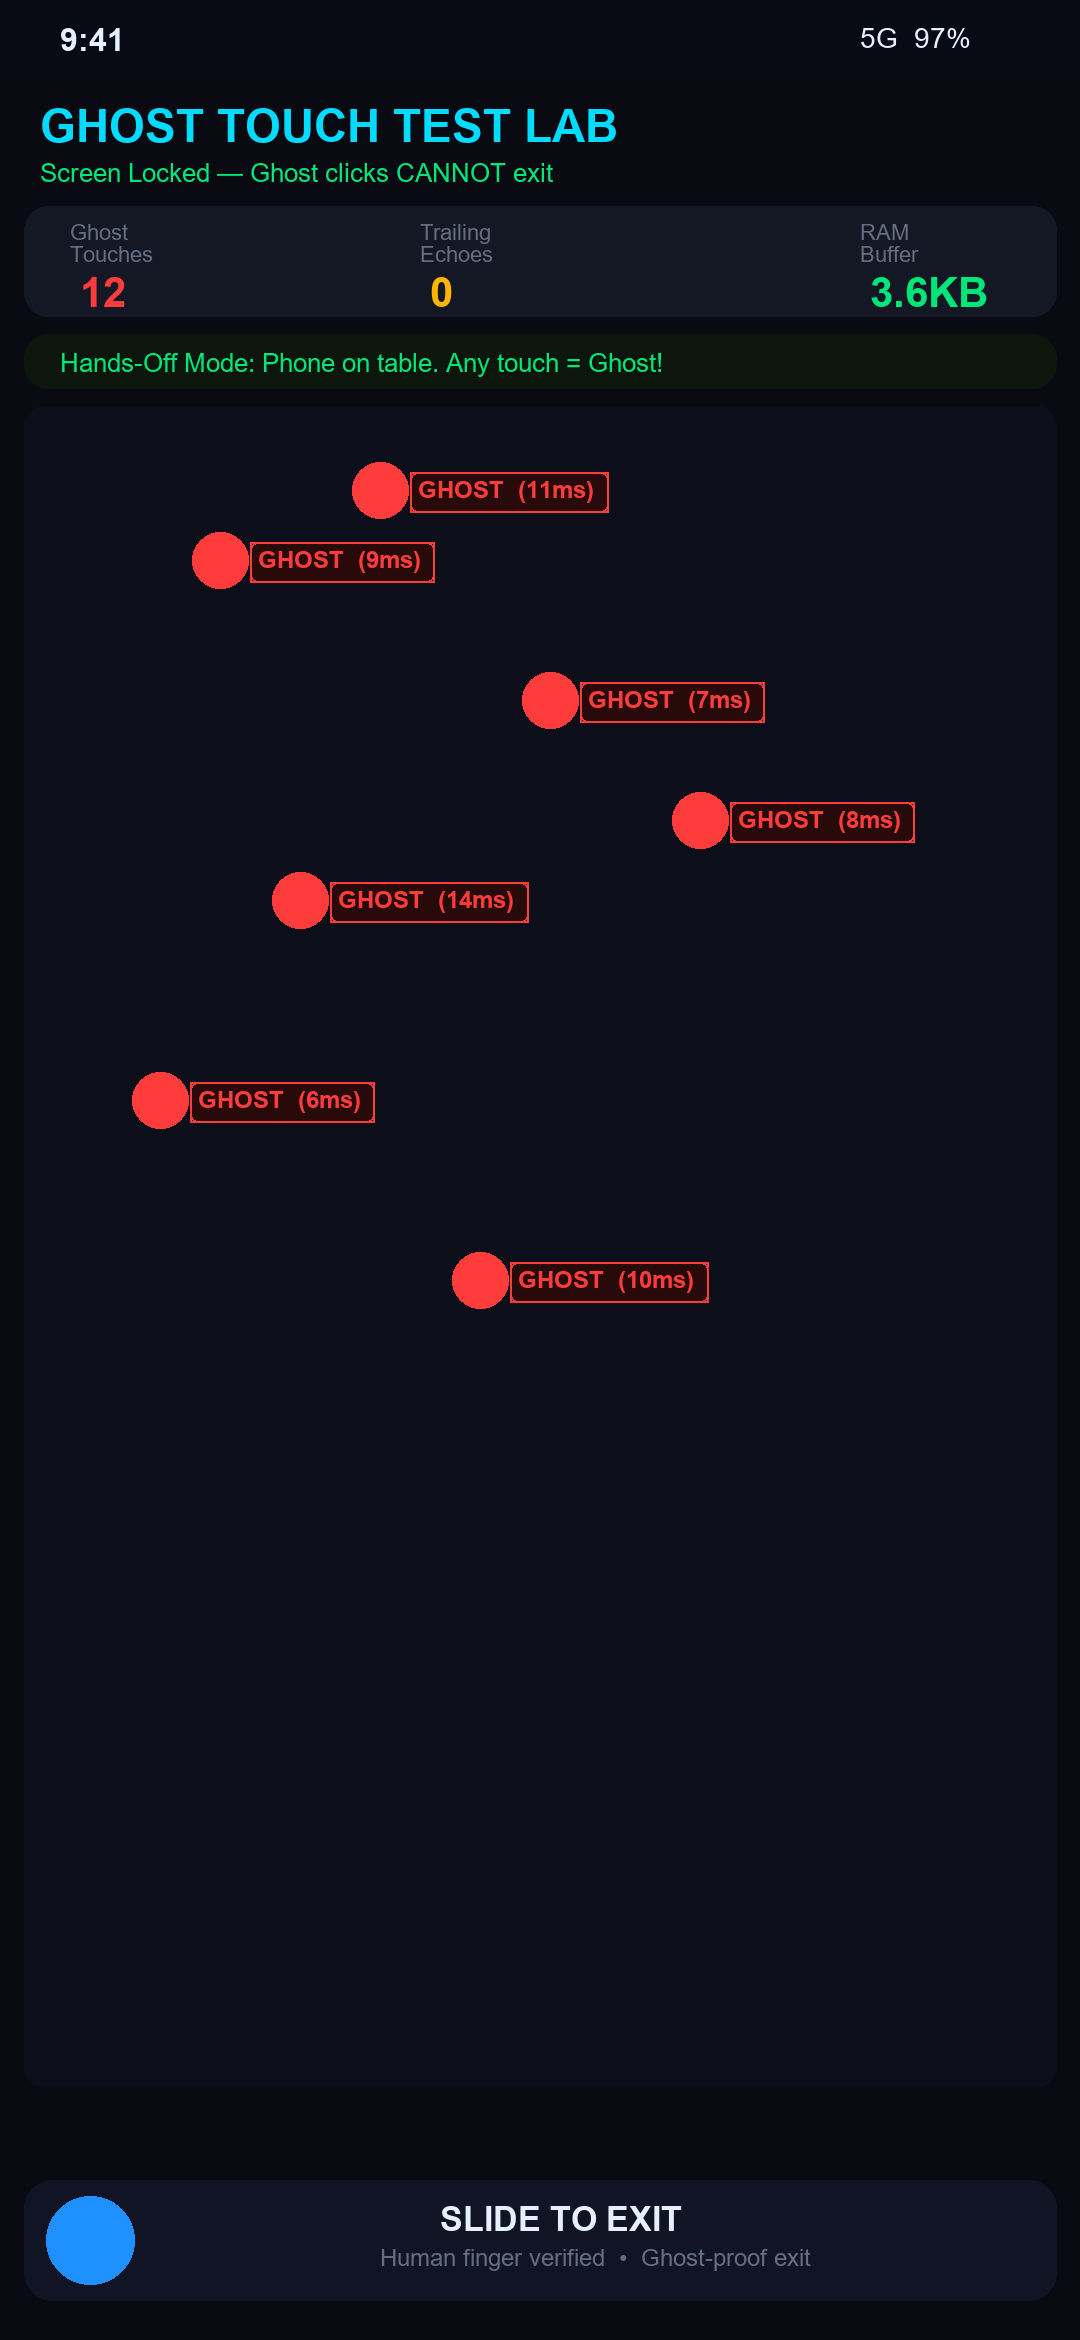 9:41
5G 97%
GHOST TOUCH TEST LAB
Screen Locked — Ghost clicks CANNOT exit
Ghost
Touches
12
Trailing
Echoes
0
RAM
Buffer
3.6KB
Hands-Off Mode: Phone on table. Any touch = Ghost!
GHOST (11ms)
GHOST (9ms)
GHOST (7ms)
GHOST (8ms)
GHOST (14ms)
GHOST (6ms)
GHOST (10ms)
SLIDE TO EXIT
Human finger verified • Ghost-proof exit